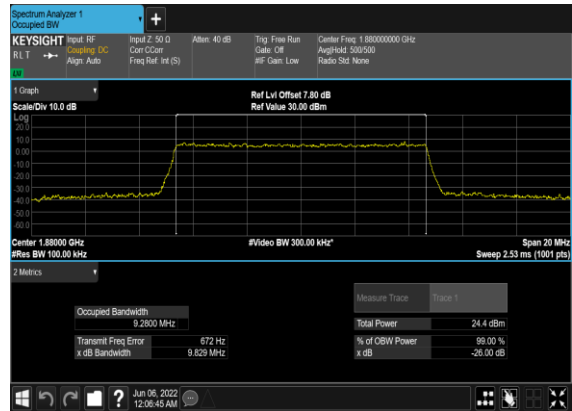 Spectrum Analyzer 1
Occupied BW
+
KEYSIGHT Input: RF Input Z: 50 Ω Atten: 40 dB Trig: Free Run Center Freq: 1.880000000 GHz
RLT Coupling: DC Corr CCorr Gate: Off Avg|Hold: 500/500
Align: Auto Freq Ref: Int (S) #IF Gain: Low Radio Std: None
1 Graph
Scale/Div 10.0 dB Ref Lvl Offset 7.80 dB
Ref Value 30.00 dBm
Log
20.0
10.0
0.00
-10.0
-20.0
-30.0
-40.0
-50.0
-60.0
Center 1.88000 GHz #Video BW 300.00 kHz* Span 20 MHz
#Res BW 100.00 kHz Sweep 2.53 ms (1001 pts)
2 Metrics
Measure Trace Trace 1
Occupied Bandwidth
9.2800 MHz Total Power 24.4 dBm
Transmit Freq Error 672 Hz % of OBW Power 99.00 %
x dB Bandwidth 9.829 MHz x dB -26.00 dB
? Jun 06, 2022
12:06:45 AM